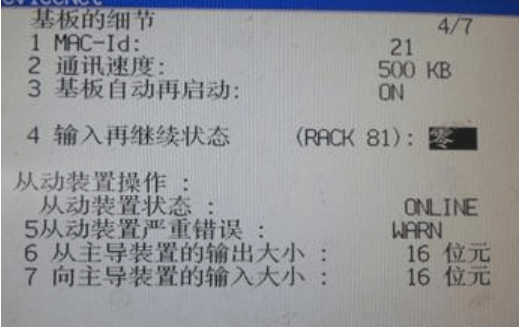 基板的细节 4/7
1 MAC-Id: 21
2 通讯速度: 500 KB
3 基板自动再启动: ON
4 输入再继续状态 (RACK 81): 零
从动装置操作 :
从动装置状态 : ONLINE
5从动装置严重错误 : WARN
6 从主导装置的输出大小 : 16 位元
7 向主导装置的输入大小 : 16 位元